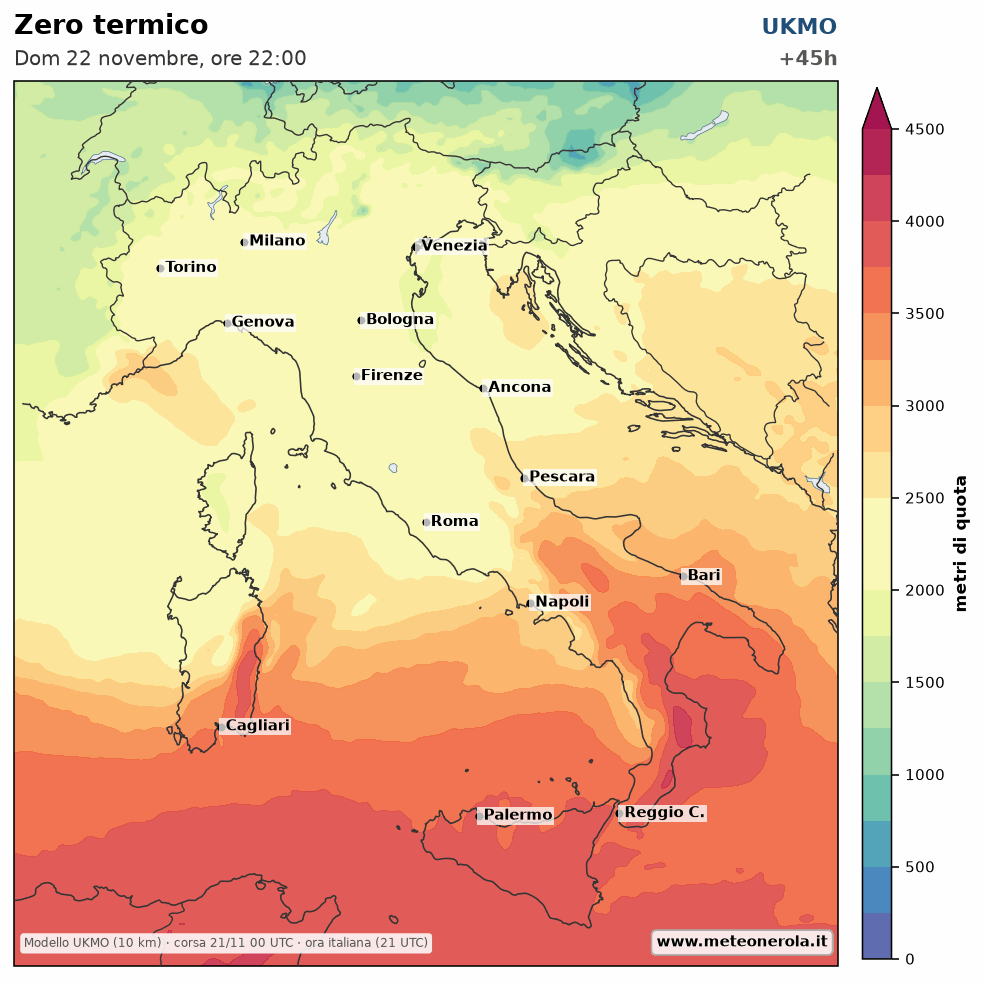 Zero termico
UKMO
Dom 22 novembre, ore 22:00
+45h
4500
4000
3500
3000
2500
2000
1500
1000
500
0
metri di quota
Milano
Venezia
Torino
Genova
Bologna
Firenze
Ancona
Pescara
Roma
Bari
Napoli
Cagliari
Palermo
Reggio C.
Modello UKMO (10 km) · corsa 21/11 00 UTC · ora italiana (21 UTC)
www.meteonerola.it